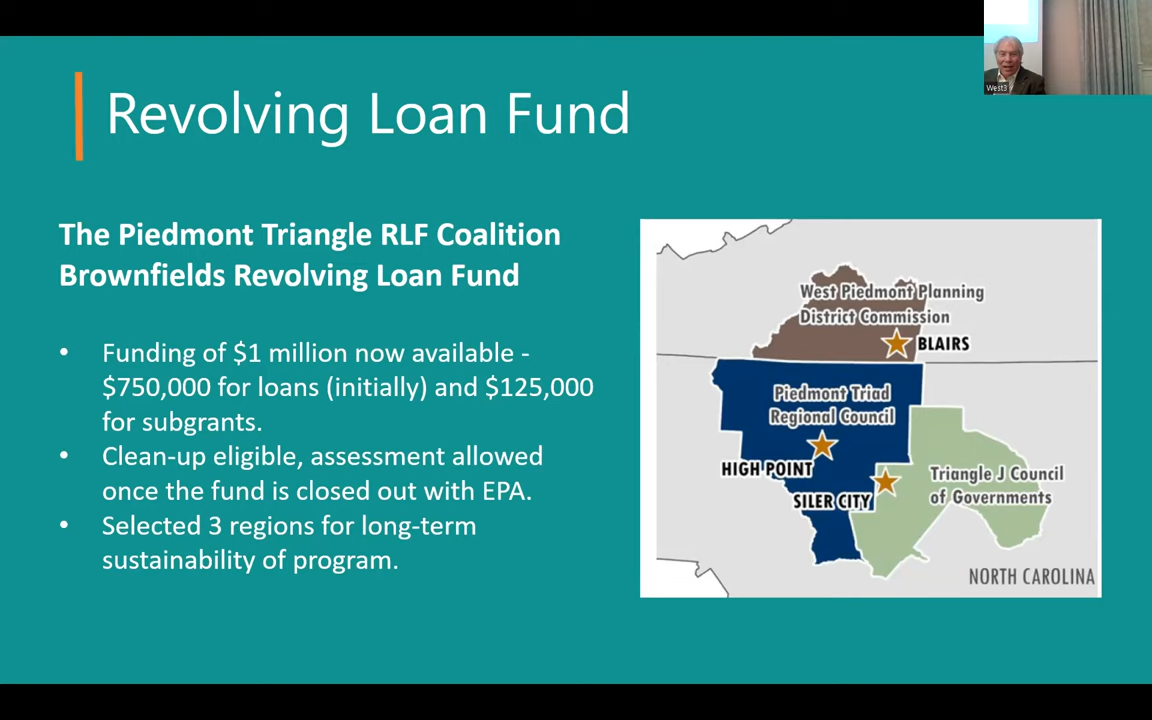 West3
Revolving Loan Fund
The Piedmont Triangle RLF Coalition
Brownfields Revolving Loan Fund
• Funding of $1 million now available -
$750,000 for loans (initially) and $125,000
for subgrants.
• Clean-up eligible, assessment allowed
once the fund is closed out with EPA.
• Selected 3 regions for long-term
sustainability of program.
West Piedmont Planning
District Commission
BLAIRS
Piedmont Triad
Regional Council
HIGH POINT
SILER CITY
Triangle J Council
of Governments
NORTH CAROLINA